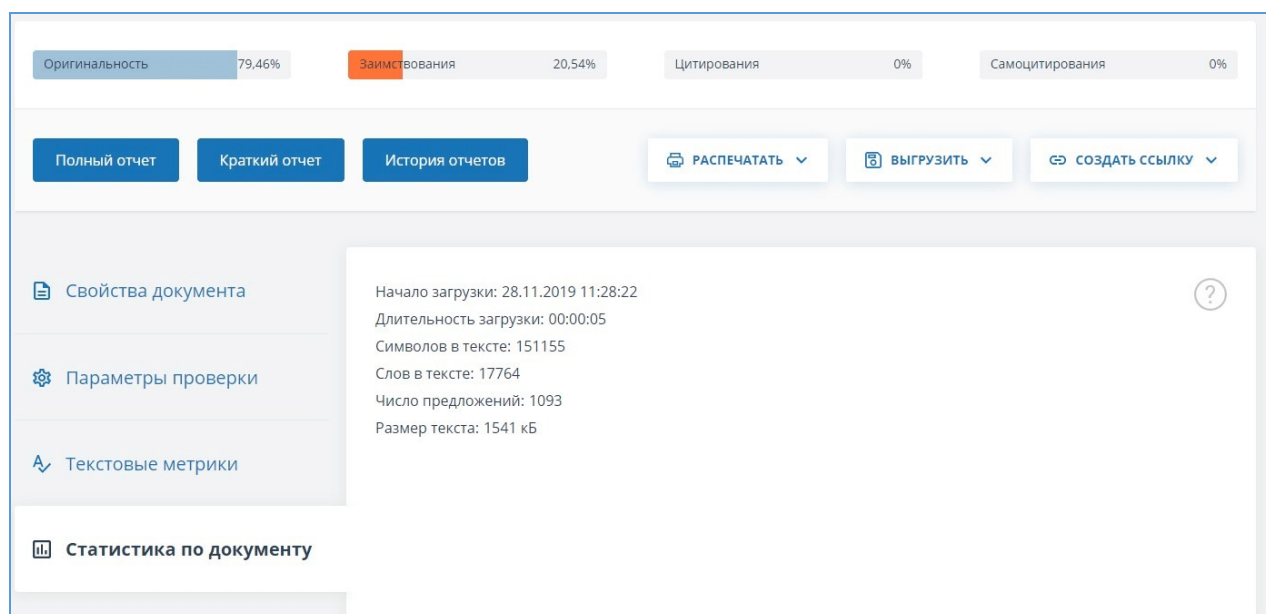 Оригинальность 79,46% Заимствования 20,54% Цитирования 0% Самоцитирования 0%
Полный отчет Краткий отчет История отчетов РАСПЕЧАТАТЬ ВЫГРУЗИТЬ СОЗДАТЬ ССЫЛКУ
Свойства документа
Параметры проверки
Текстовые метрики
Статистика по документу
Начало загрузки: 28.11.2019 11:28:22
Длительность загрузки: 00:00:05
Символов в тексте: 151155
Слов в тексте: 17764
Число предложений: 1093
Размер текста: 1541 кБ
?